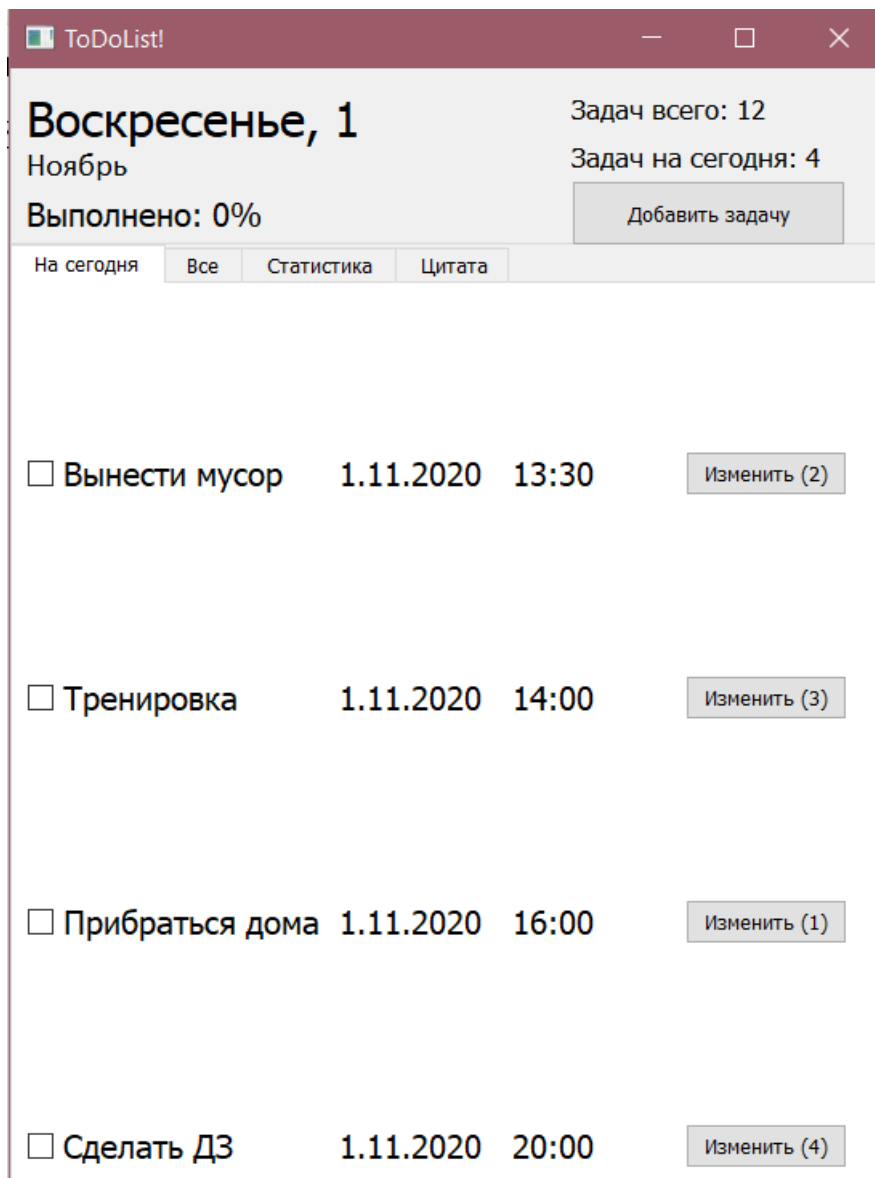 ToDoList!
Воскресенье, 1
Ноябрь
Выполнено: 0%
Задач всего: 12
Задач на сегодня: 4
Добавить задачу
На сегодня Все Статистика Цитата
Вынести мусор 1.11.2020 13:30 Изменить (2)
Тренировка 1.11.2020 14:00 Изменить (3)
Прибраться дома 1.11.2020 16:00 Изменить (1)
Сделать ДЗ 1.11.2020 20:00 Изменить (4)